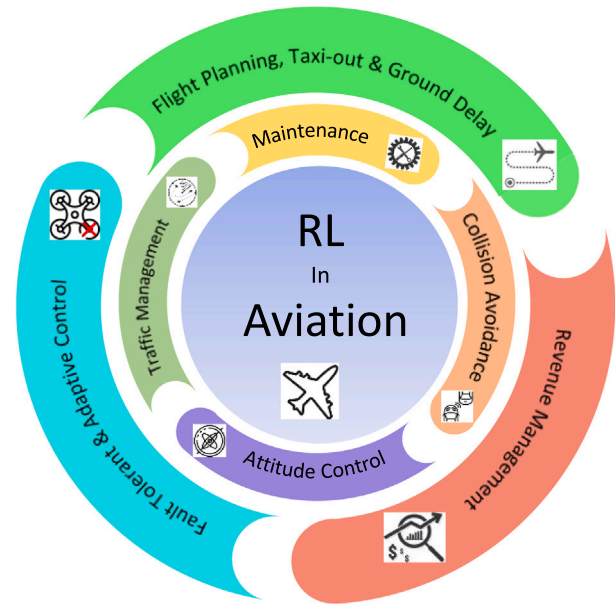 RL
In
Aviation
Flight Planning, Taxi-out & Ground Delay
Revenue Management
$ $ $
Fault Tolerant & Adaptive Control
Maintenance
Collision Avoidance
Attitude Control
Traffic Management